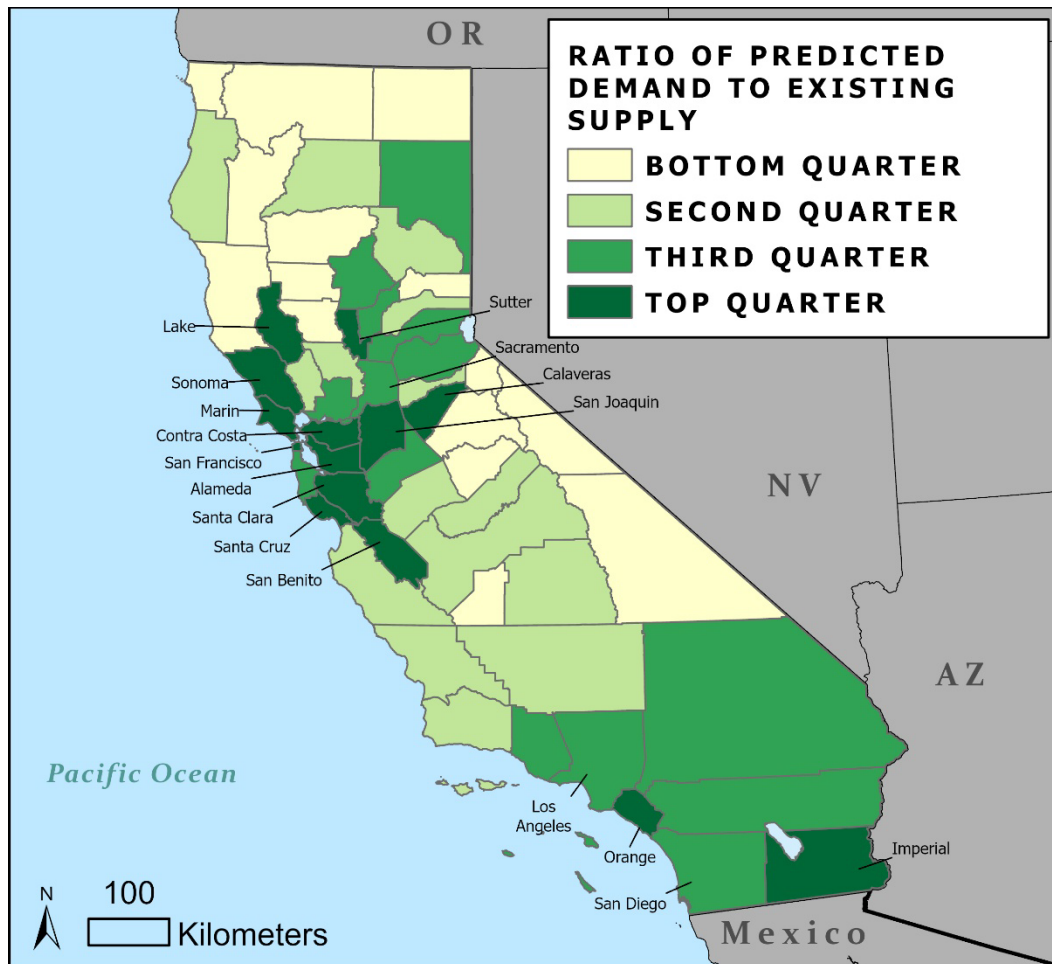 OR
RATIO OF PREDICTED
DEMAND TO EXISTING
SUPPLY
BOTTOM QUARTER
SECOND QUARTER
THIRD QUARTER
TOP QUARTER
Sutter
Lake
Sacramento
Calaveras
Sonoma
San Joaquin
Marin
Contra Costa
San Francisco
Alameda
Santa Clara
Santa Cruz
San Benito
NV
AZ
Pacific Ocean
Los
Angeles
Orange
Imperial
San Diego
N
100
Kilometers
Mexico